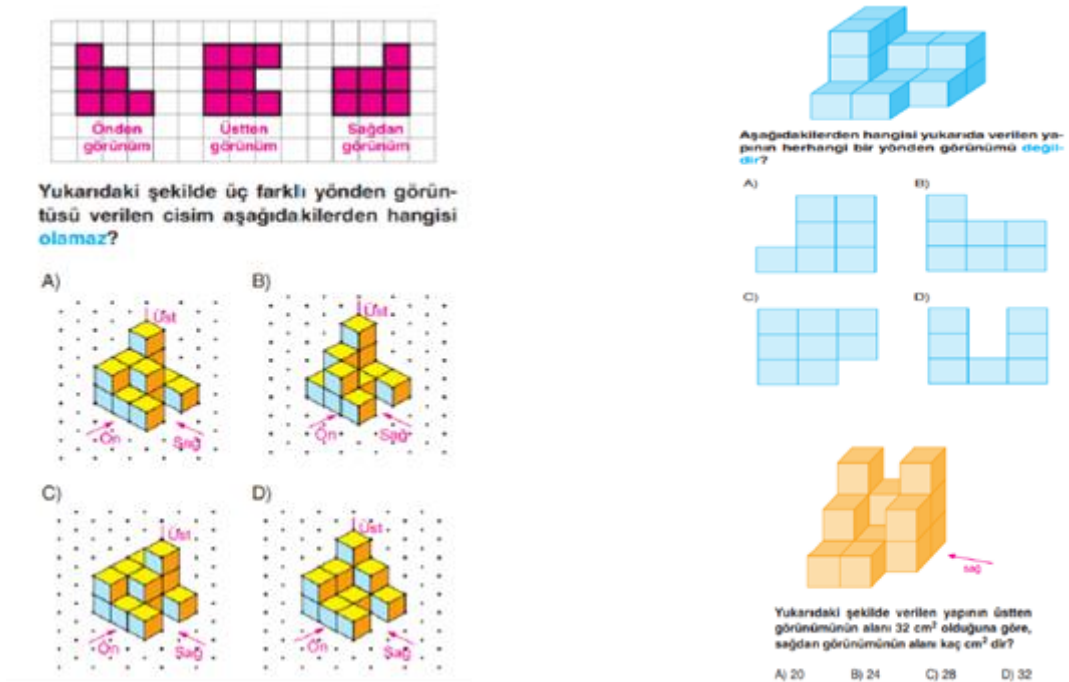 Önden
görünüm
Üstten
görünüm
Sağdan
görünüm
Yukarıdaki şekilde üç farklı yönden görün-
tüsü verilen cisim aşağıdakilerden hangisi
olamaz?
A)
Üst
Ön
Sağ
B)
Üst
Ön
Sağ
C)
Üst
Ön
Sağ
D)
Üst
Ön
Sağ
Aşağıdakilerden hangisi yukarıda verilen ya-
pının herhangi bir yönden görünümü değil-
dir?
A)
B)
C)
D)
sağ
Yukarıdaki şekilde verilen yapının üstten
görünümünün alanı 32 cm² olduğuna göre,
sağdan görünümünün alanı kaç cm² dir?
A) 20 B) 24 C) 28 D) 32